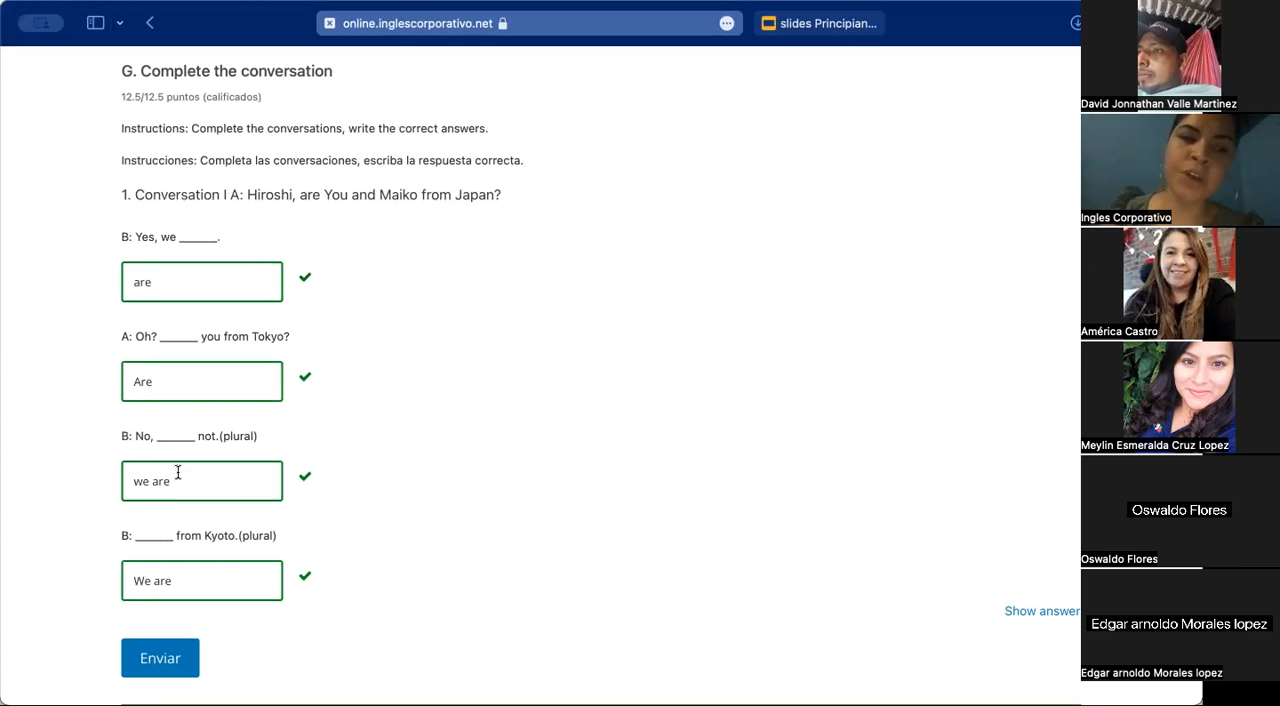 online.inglescorporativo.net
slides Principian...
G. Complete the conversation
12.5/12.5 puntos (calificados)
Instructions: Complete the conversations, write the correct answers.
Instrucciones: Completa las conversaciones, escriba la respuesta correcta.
1. Conversation I A: Hiroshi, are You and Maiko from Japan?
B: Yes, we ______.
are
A: Oh? ______ you from Tokyo?
Are
B: No, ______ not.(plural)
we are
B: ______ from Kyoto.(plural)
We are
Show answer
Enviar
David Jonnathan Valle Martinez
Ingles Corporativo
América Castro
Meylin Esmeralda Cruz Lopez
Oswaldo Flores
Oswaldo Flores
Edgar arnoldo Morales lopez
Edgar arnoldo Morales lopez